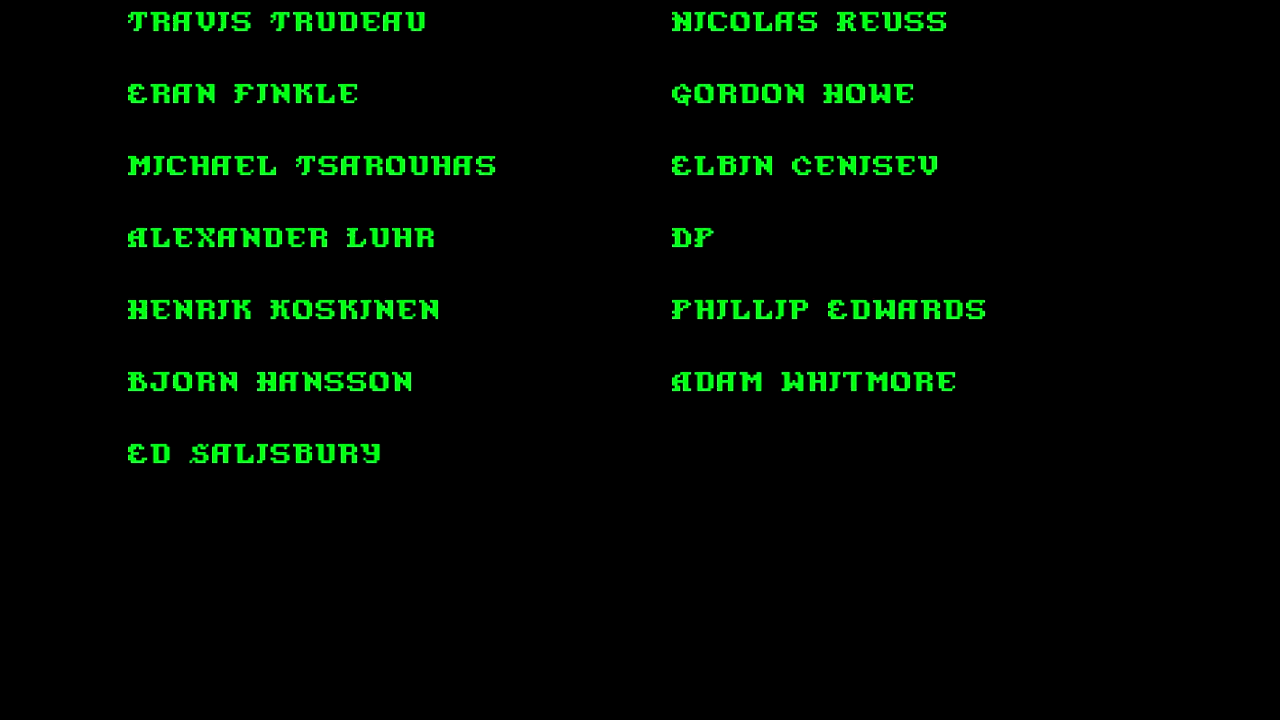 TRAVIS TRUDEAU
NICOLAS REUSS
ERAN FINKLE
GORDON HOWE
MICHAEL TSAROUHAS
ELBIN CENISEV
ALEXANDER LUHR
DP
HENRIK KOSKINEN
PHILLIP EDWARDS
BJORN HANSSON
ADAM WHITMORE
ED SALISBURY